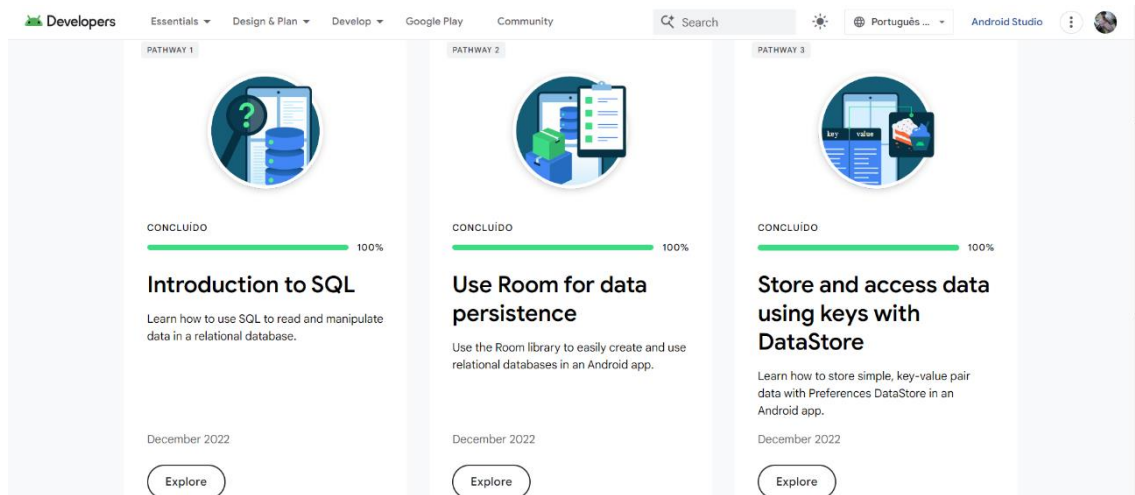 Developers Essentials Design & Plan Develop Google Play Community Search Português ... Android Studio
PATHWAY 1
?
CONCLUÍDO
100%
Introduction to SQL
Learn how to use SQL to read and manipulate
data in a relational database.
December 2022
Explore
PATHWAY 2
CONCLUÍDO
100%
Use Room for data
persistence
Use the Room library to easily create and use
relational databases in an Android app.
December 2022
Explore
PATHWAY 3
key value
CONCLUÍDO
100%
Store and access data
using keys with
DataStore
Learn how to store simple, key-value pair
data with Preferences DataStore in an
Android app.
December 2022
Explore